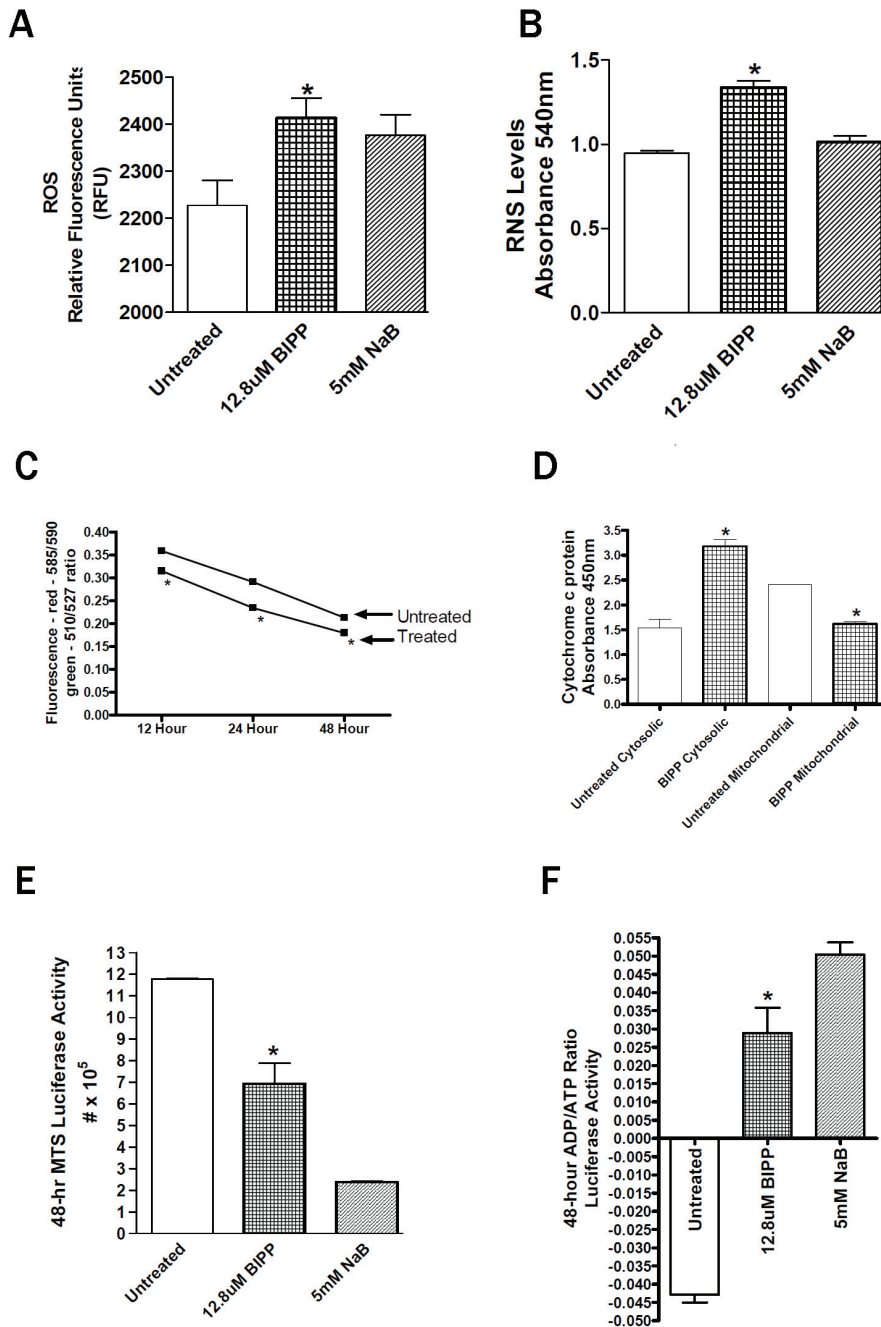 A
ROS
Relative Fluorescence Units
(RFU)
2500
2400
2300
2200
2100
2000
*
Untreated
12.8uM BIPP
5mM NaB
B
RNS Levels
Absorbance 540nm
1.5
1.0
0.5
0.0
*
Untreated
12.8uM BIPP
5mM NaB
C
Fluorescence - red - 585/590
green - 510/527 ratio
0.40
0.35
0.30
0.25
0.20
0.15
0.10
0.05
0.00
*
*
*
Untreated
Treated
12 Hour
24 Hour
48 Hour
D
Cytochrome c protein
Absorbance 450nm
3.5
3.0
2.5
2.0
1.5
1.0
0.5
0.0
*
*
Untreated Cytosolic
BIPP Cytosolic
Untreated Mitochondrial
BIPP Mitochondrial
E
48-hr MTS Luciferase Activity
# x 10⁵
13
12
11
10
9
8
7
6
5
4
3
2
1
0
*
Untreated
12.8uM BIPP
5mM NaB
F
48-hour ADP/ATP Ratio
Luciferase Activity
0.055
0.050
0.045
0.040
0.035
0.030
0.025
0.020
0.015
0.010
0.005
0.000
-0.005
-0.010
-0.015
-0.020
-0.025
-0.030
-0.035
-0.040
-0.045
-0.050
*
Untreated
12.8uM BIPP
5mM NaB